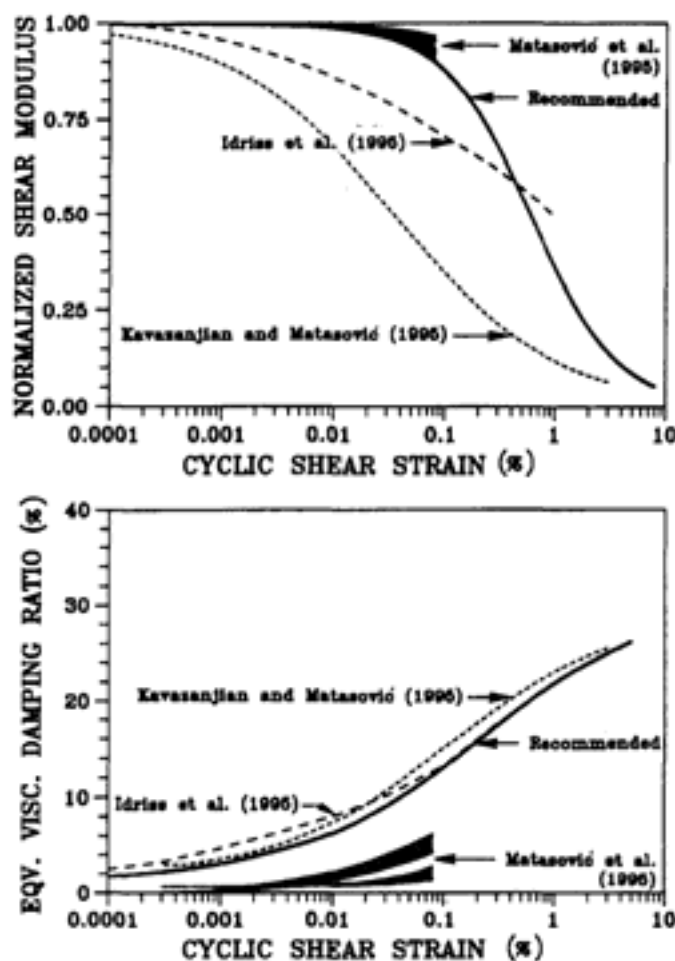 NORMALIZED SHEAR MODULUS
1.00
0.75
0.50
0.25
0.00
Matasović et al.
(1995)
Recommended
Idriss et al. (1995)
Kavazanjian and Matasović (1995)
0.0001
0.001
0.01
0.1
1
10
CYCLIC SHEAR STRAIN (%)
EQV. VISC. DAMPING RATIO (%)
40
30
20
10
0
Kavazanjian and Matasović (1995)
Recommended
Idriss et al. (1995)
Matasović et al.
(1995)
0.0001
0.001
0.01
0.1
1
10
CYCLIC SHEAR STRAIN (%)